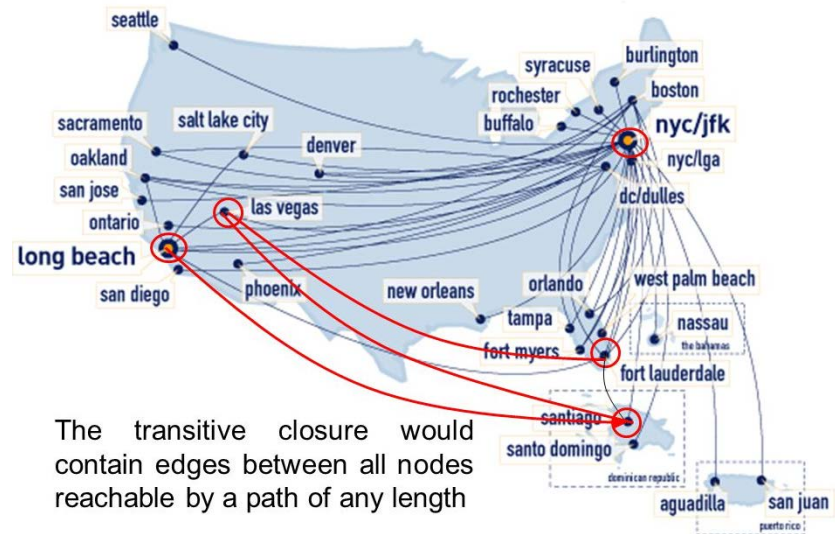 seattle
burlington
syracuse
boston
rochester
nyc/jfk
buffalo
sacramento
salt lake city
denver
oakland
nyc/lga
san jose
dc/dulles
las vegas
ontario
long beach
san diego
phoenix
new orleans
orlando
west palm beach
tampa
nassau
the bahamas
fort myers
fort lauderdale
santiago
santo domingo
dominican republic
aguadilla
san juan
puerto rico
The transitive closure would
contain edges between all nodes
reachable by a path of any length